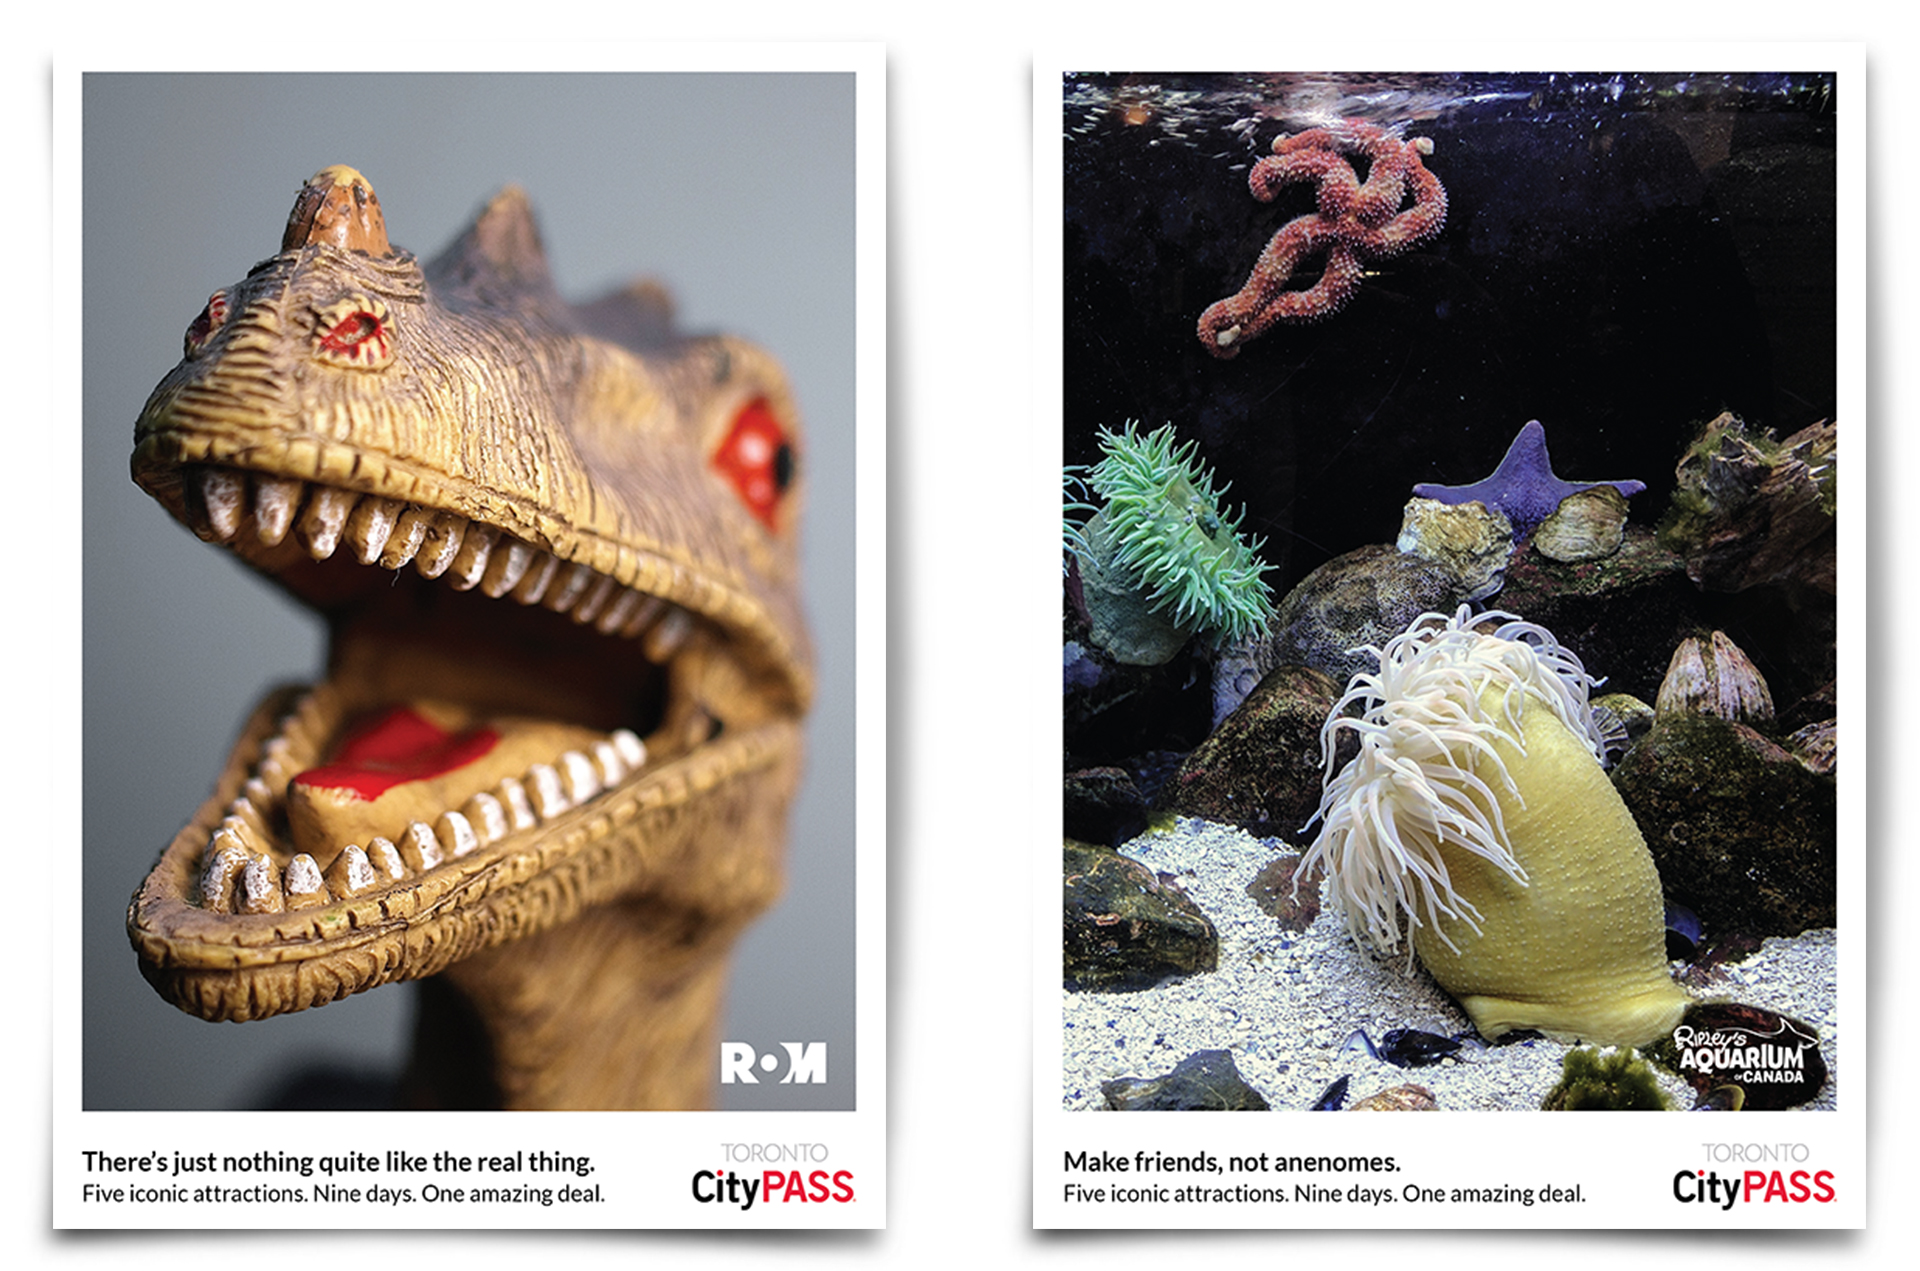 ROM
There's just nothing quite like the real thing.
Five iconic attractions. Nine days. One amazing deal.
TORONTO
CityPASS
RIPLEY'S
AQUARIUM
OF CANADA
Make friends, not anenomes.
Five iconic attractions. Nine days. One amazing deal.
TORONTO
CityPASS